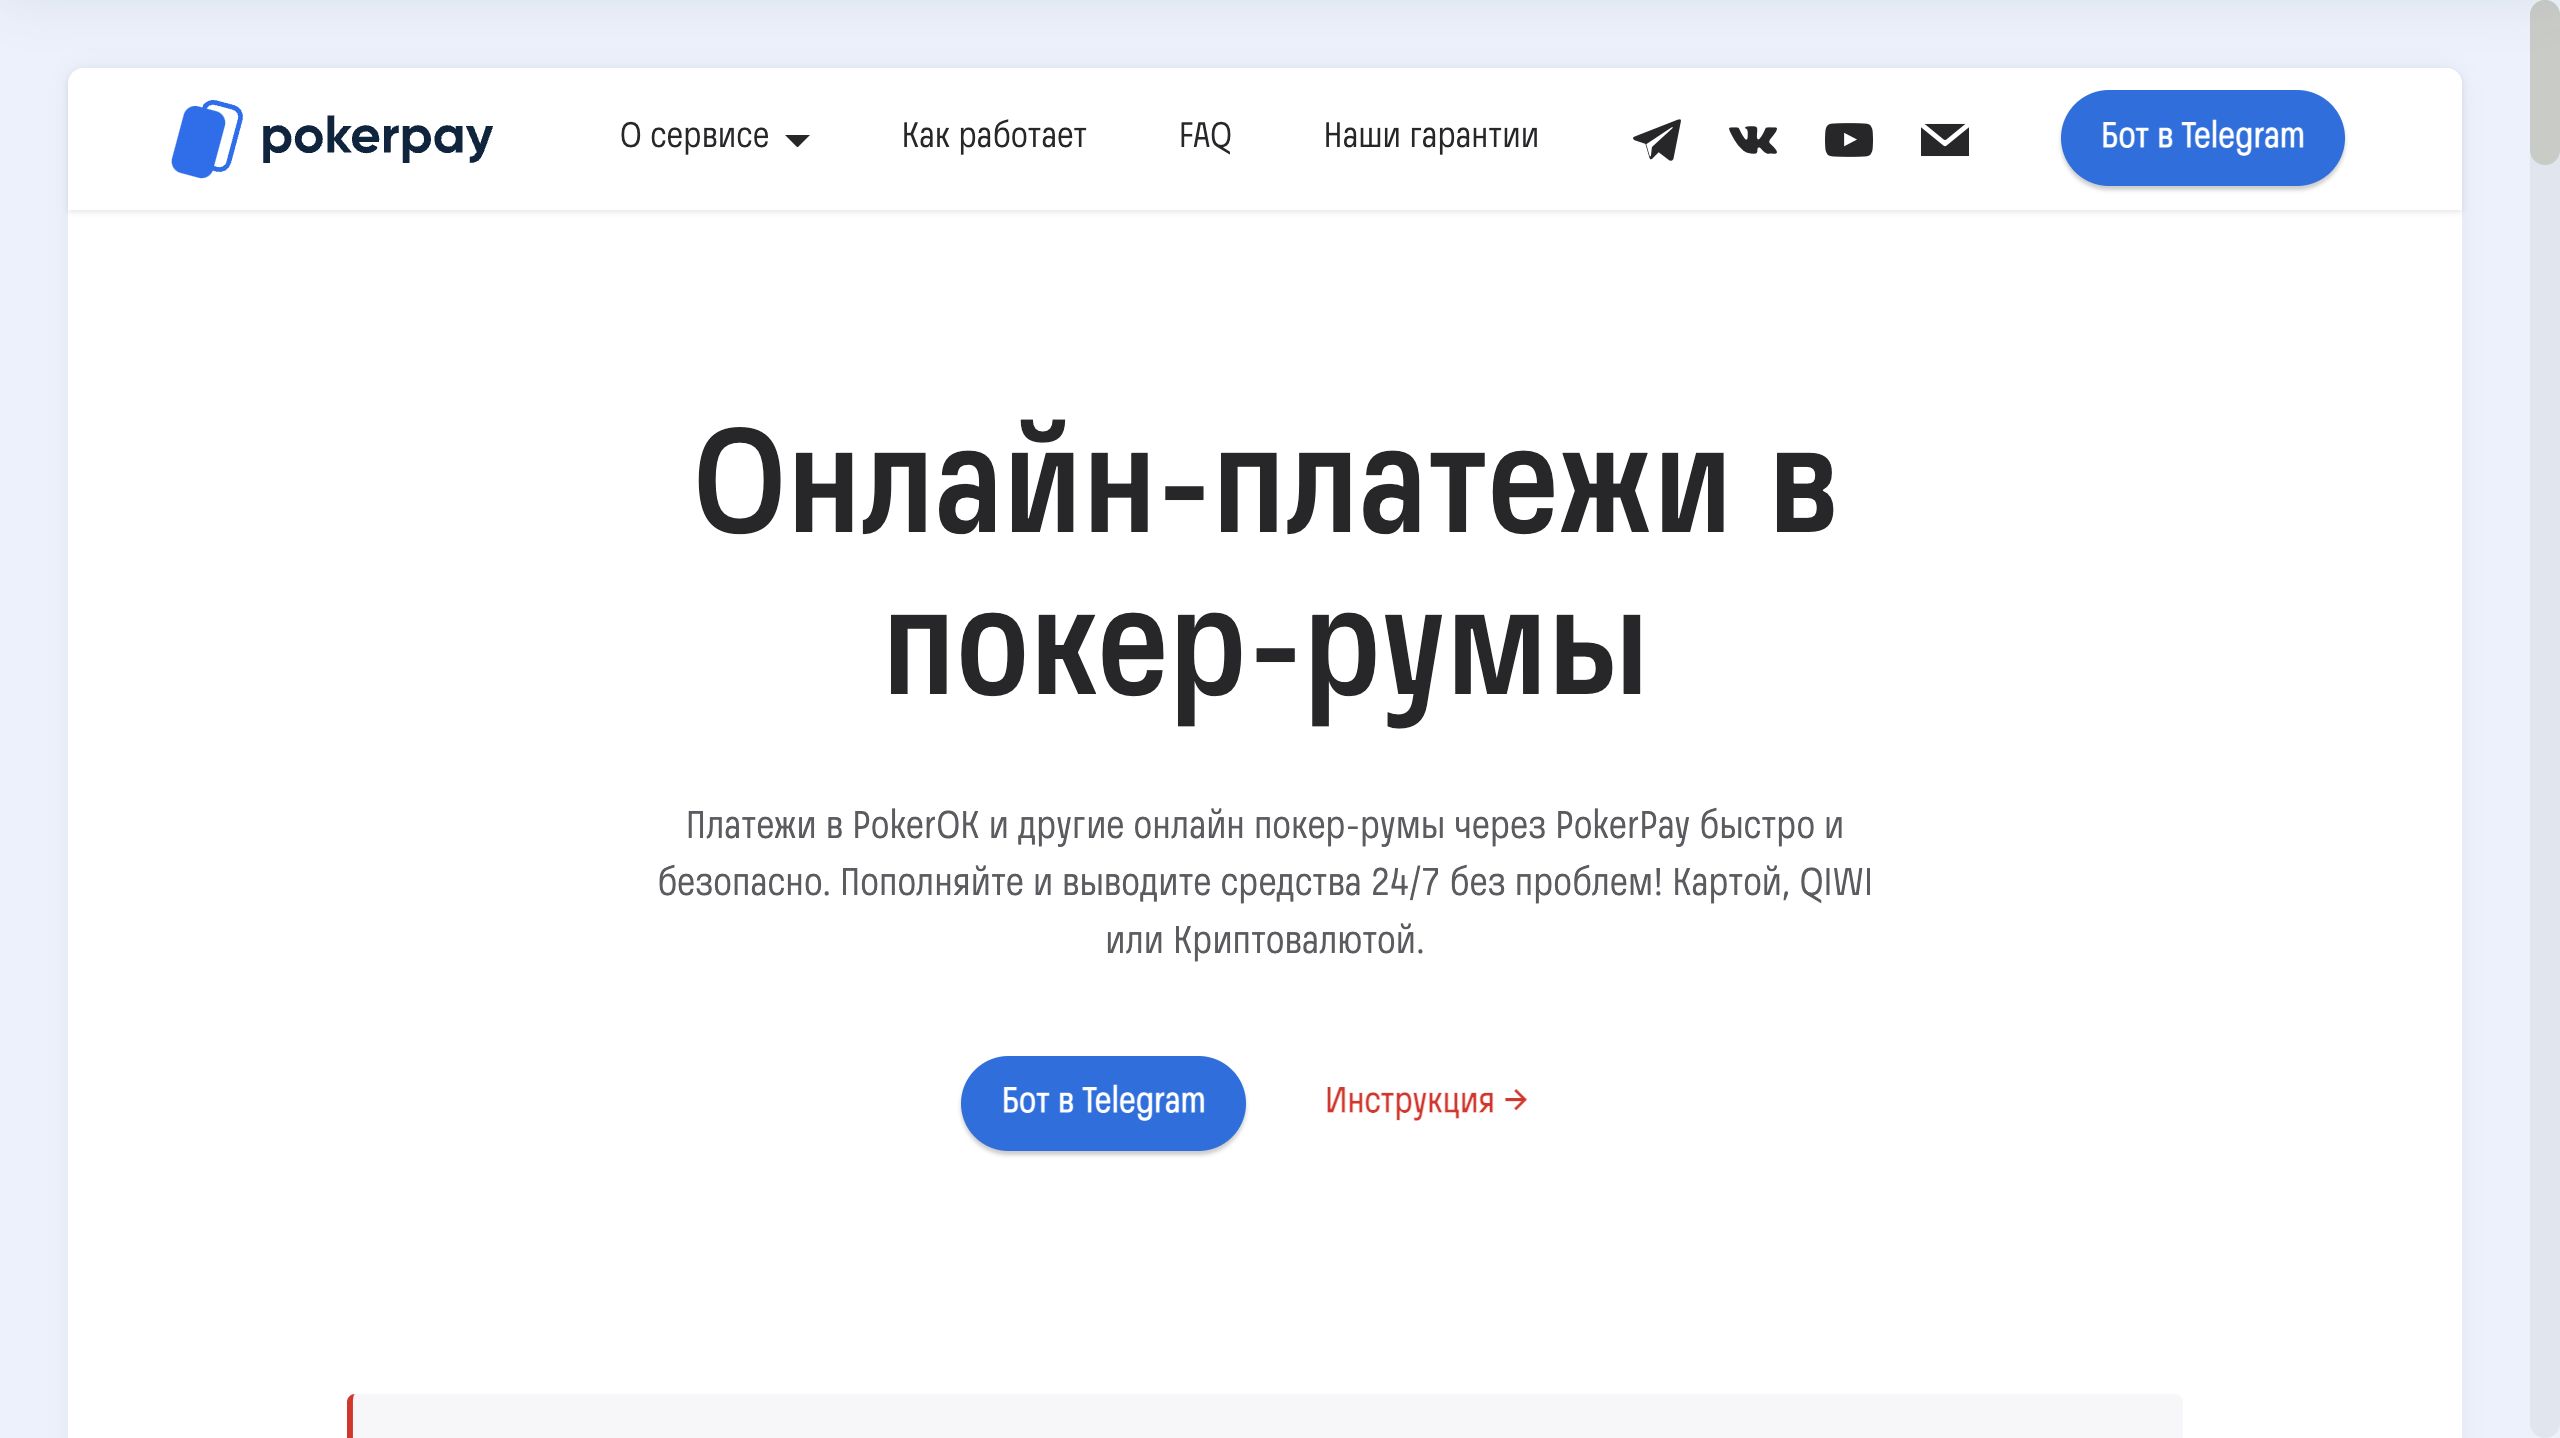 pokerpay
О сервисе
Как работает
FAQ
Наши гарантии
Бот в Telegram
Онлайн-платежи в
покер-румы
Платежи в PokerOK и другие онлайн покер-румы через PokerPay быстро и
безопасно. Пополняйте и выводите средства 24/7 без проблем! Картой, QIWI
или Криптовалютой.
Бот в Telegram
Инструкция →